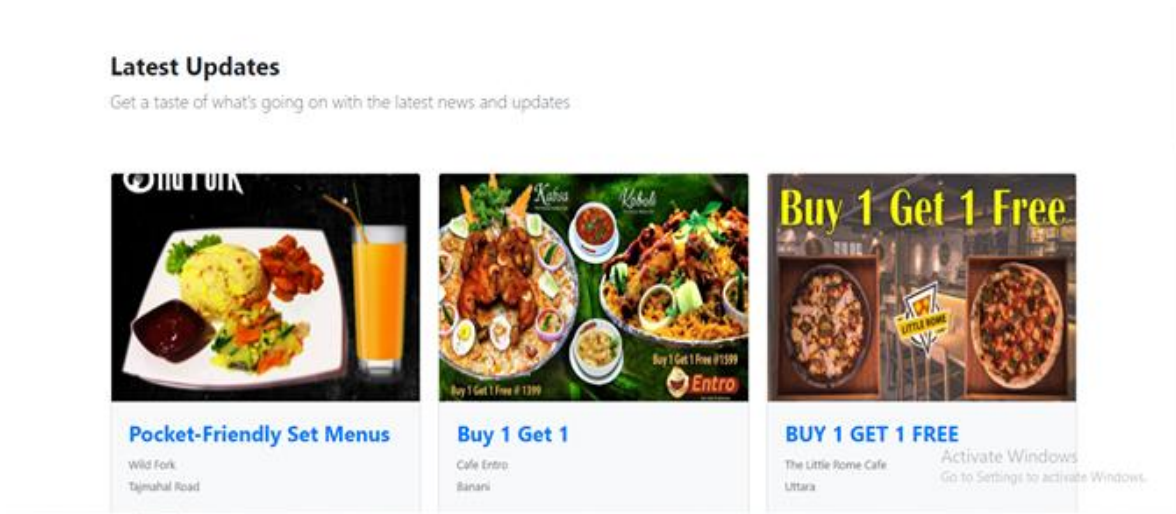 Latest Updates
Get a taste of what's going on with the latest news and updates
Wild Fork
Kabsa
Kaboli
Buy 1 Get 1 Free @ 1399
Buy 1 Get 1 Free @1599
Entro
Buy 1 Get 1 Free
LITTLE ROME
Pocket-Friendly Set Menus
Wild Fork
Tajmahal Road
Buy 1 Get 1
Cafe Entro
Banani
BUY 1 GET 1 FREE
The Little Rome Cafe
Uttara
Activate Windows
Go to Settings to activate Windows.